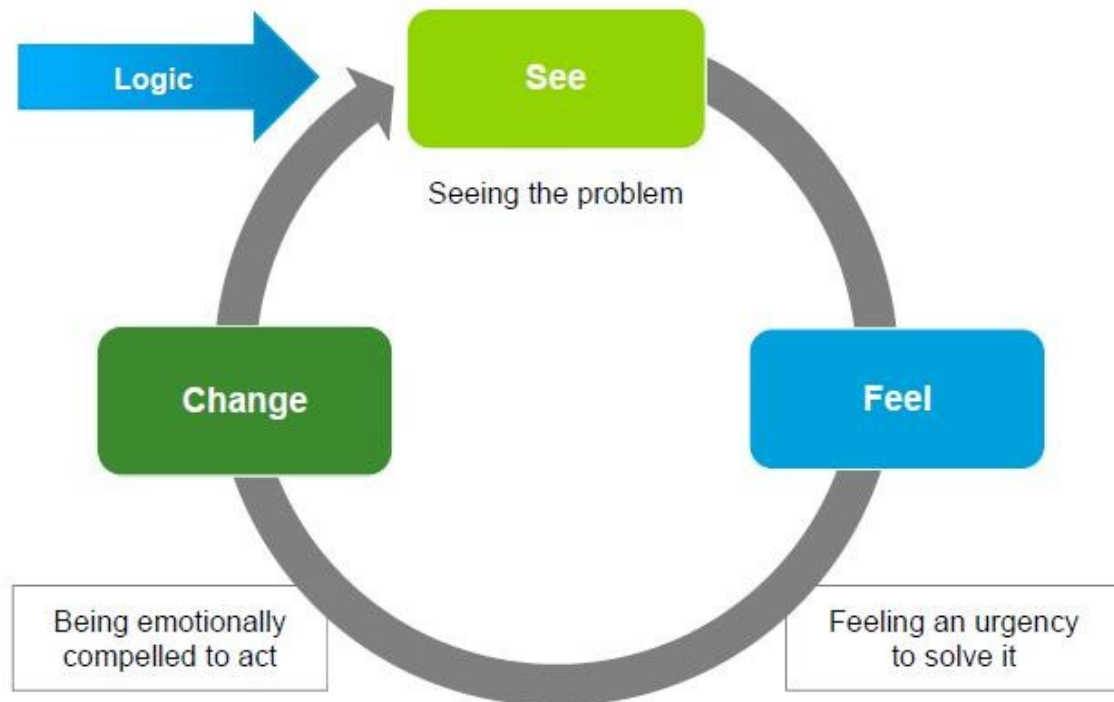 Logic
See
Seeing the problem
Change
Feel
Being emotionally
compelled to act
Feeling an urgency
to solve it